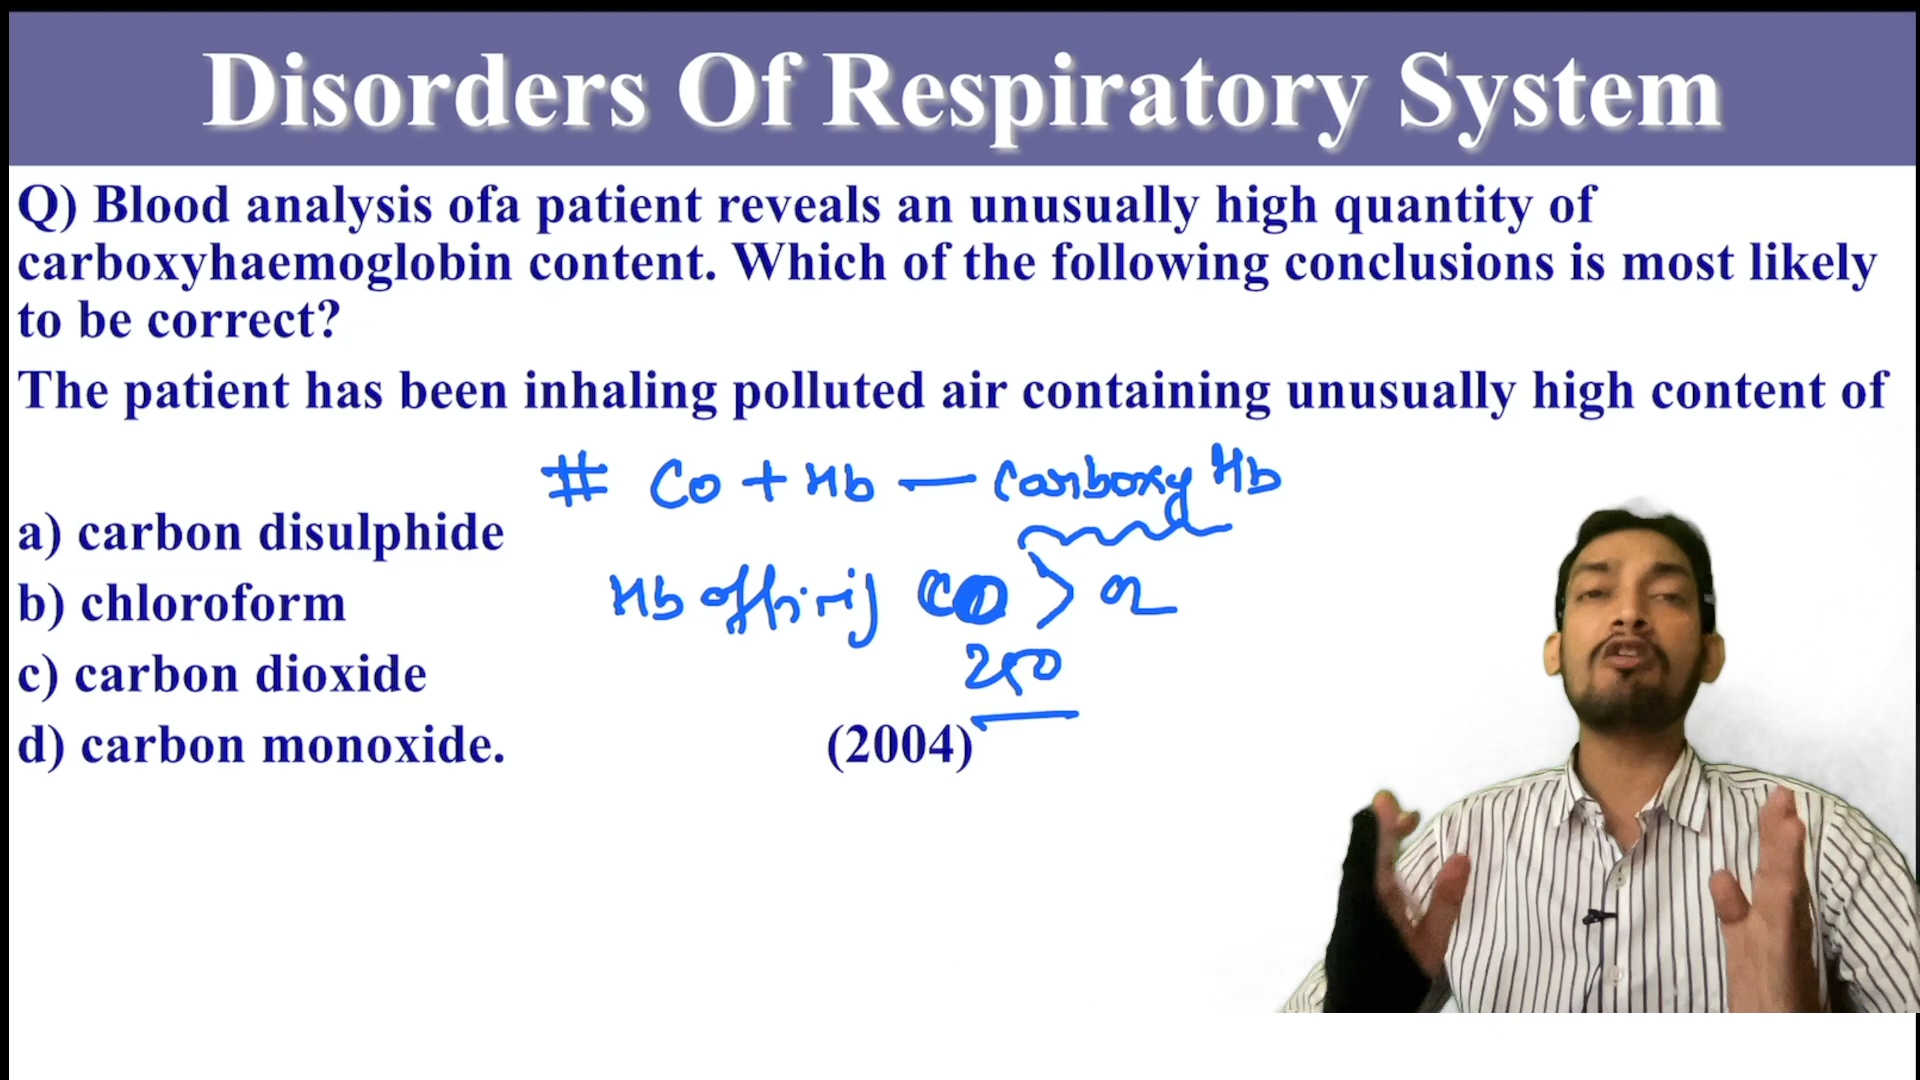 Disorders Of Respiratory System
Q) Blood analysis ofa patient reveals an unusually high quantity of
carboxyhaemoglobin content. Which of the following conclusions is most likely
to be correct?
The patient has been inhaling polluted air containing unusually high content of
# Co + Hb — Carboxy Hb
a) carbon disulphide
Hb CO > O2
b) chloroform
250
c) carbon dioxide
d) carbon monoxide. (2004)